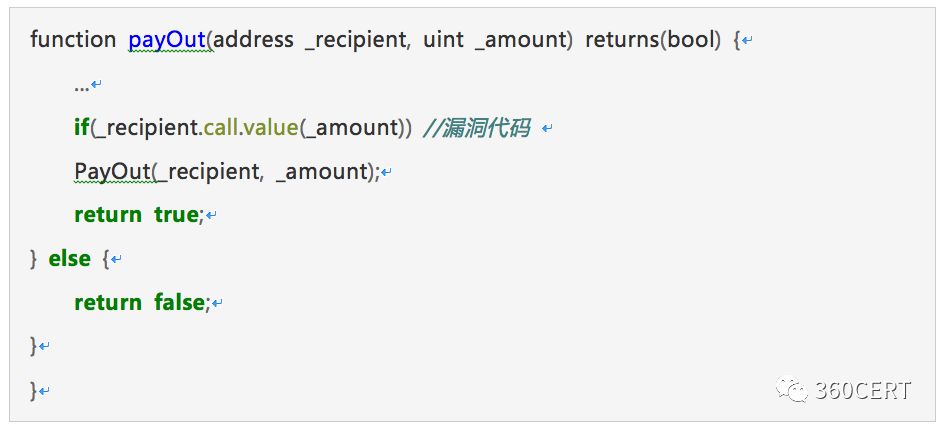 function payOut(address _recipient, uint _amount) returns(bool) {
...
if(_recipient.call.value(_amount)) //漏洞代码
PayOut(_recipient, _amount);
return true;
} else {
return false;
}
}
360CERT